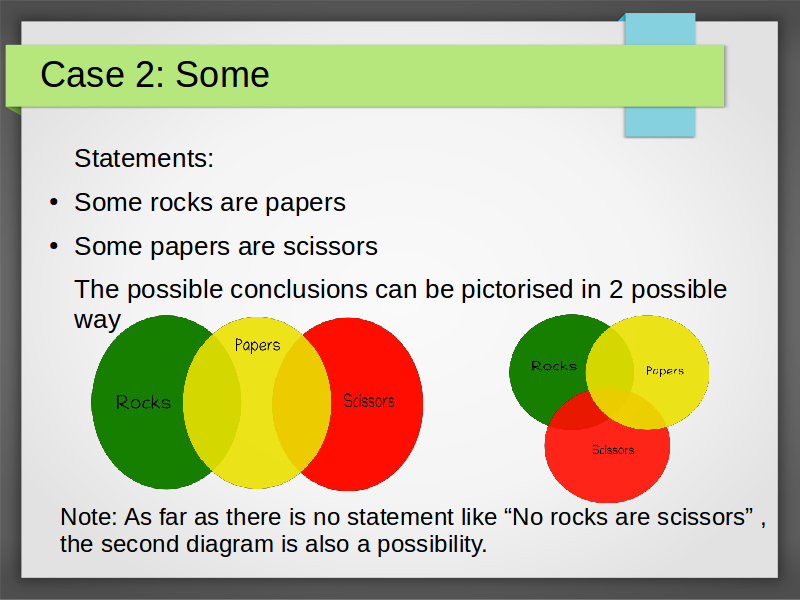 Case 2: Some
Statements:
• Some rocks are papers
• Some papers are scissors
The possible conclusions can be pictorised in 2 possible
way
Papers
Rocks
Scissors
Rocks
Papers
Scissors
Note: As far as there is no statement like “No rocks are scissors” ,
the second diagram is also a possibility.